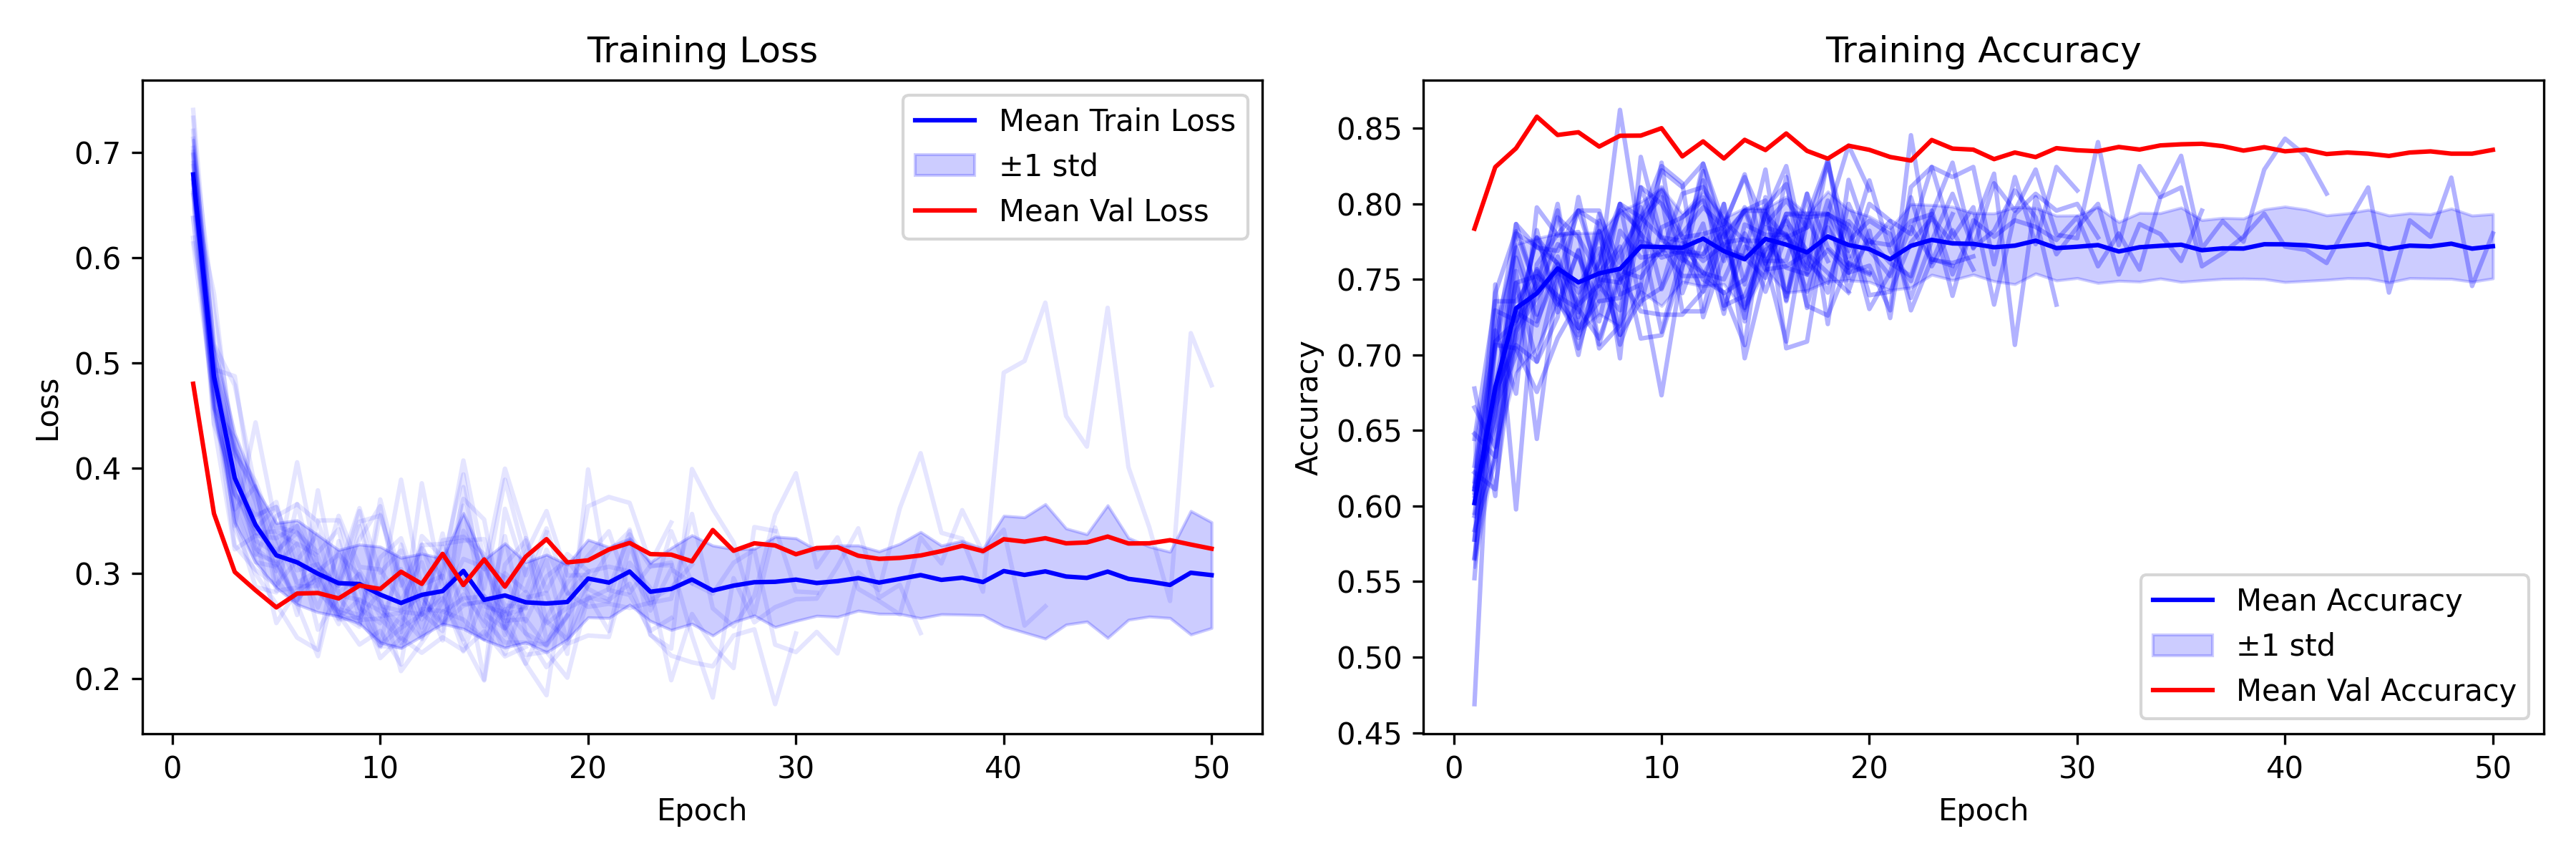 Training Loss
Mean Train Loss
±1 std
Mean Val Loss
Loss
0.7
0.6
0.5
0.4
0.3
0.2
0
10
20
30
40
50
Epoch
Training Accuracy
Accuracy
0.85
0.80
0.75
0.70
0.65
0.60
0.55
0.50
0.45
Mean Accuracy
±1 std
Mean Val Accuracy
0
10
20
30
40
50
Epoch